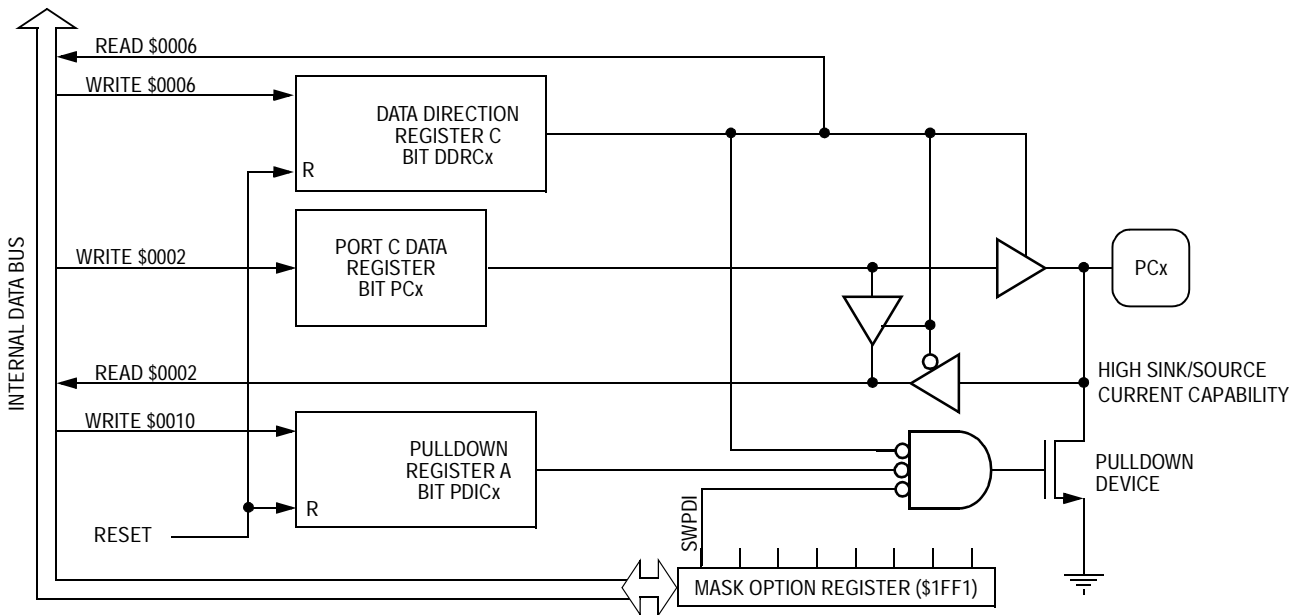 READ $0006
WRITE $0006
DATA DIRECTION
REGISTER C
BIT DDRCx
R
INTERNAL DATA BUS
WRITE $0002
PORT C DATA
REGISTER
BIT PCx
PCx
READ $0002
HIGH SINK/SOURCE
CURRENT CAPABILITY
WRITE $0010
PULLDOWN
REGISTER A
BIT PDICx
R
PULLDOWN
DEVICE
RESET
SWPDI
MASK OPTION REGISTER ($1FF1)